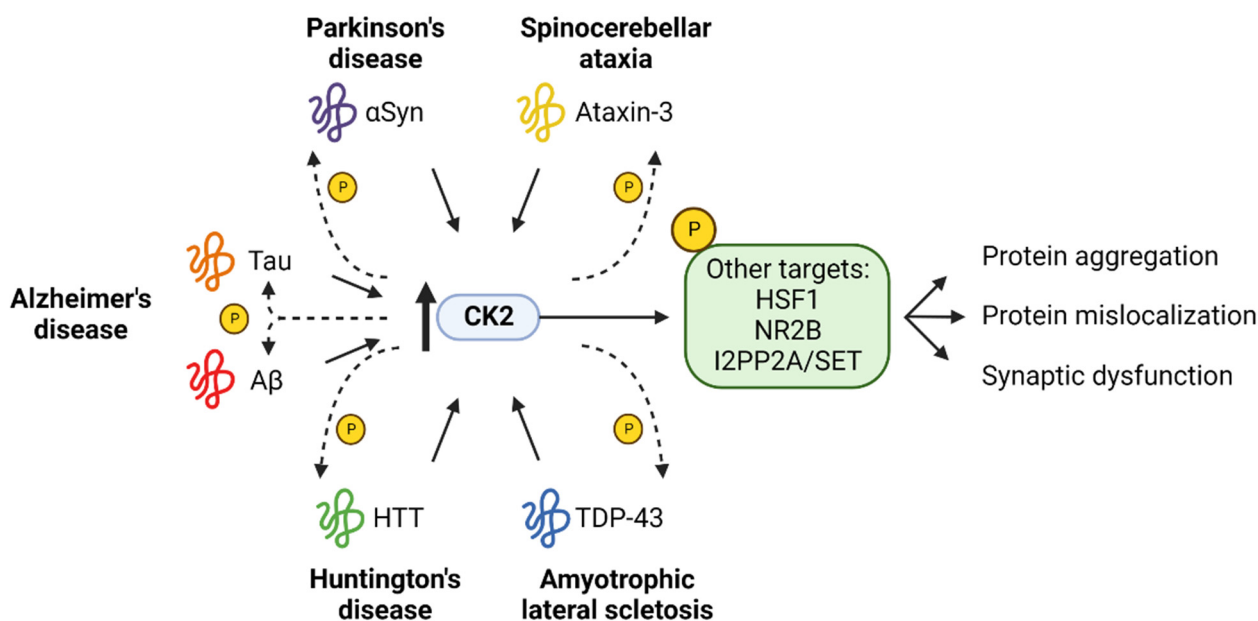 Parkinson's
disease
αSyn
P
Spinocerebellar
ataxia
Ataxin-3
P
Alzheimer's
disease
Tau
P
Aβ
CK2
P
Other targets:
HSF1
NR2B
I2PP2A/SET
Protein aggregation
Protein mislocalization
Synaptic dysfunction
P
HTT
Huntington's
disease
P
TDP-43
Amyotrophic
lateral scletosis